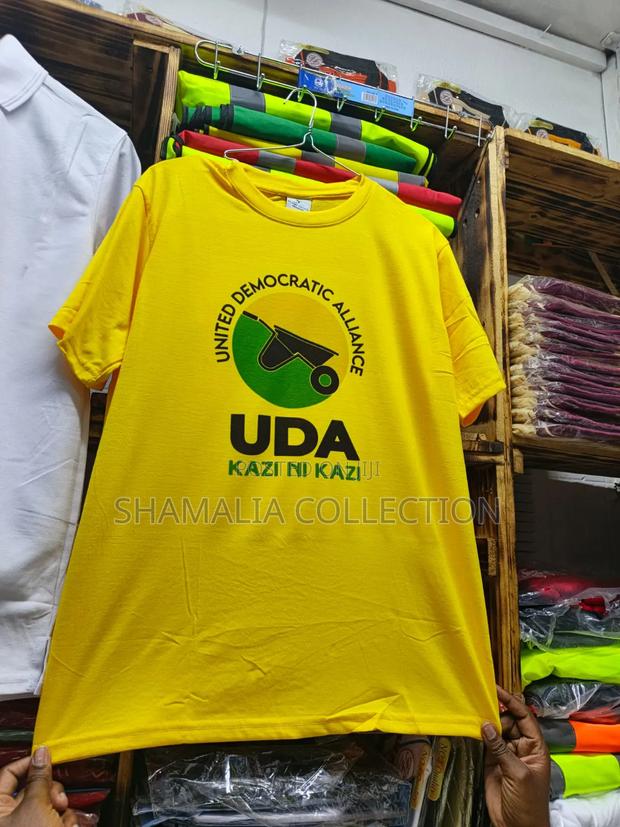 UNITED DEMOCRATIC ALLIANCE
UDA
KAZI NI KAZI
SHAMALIA COLLECTION